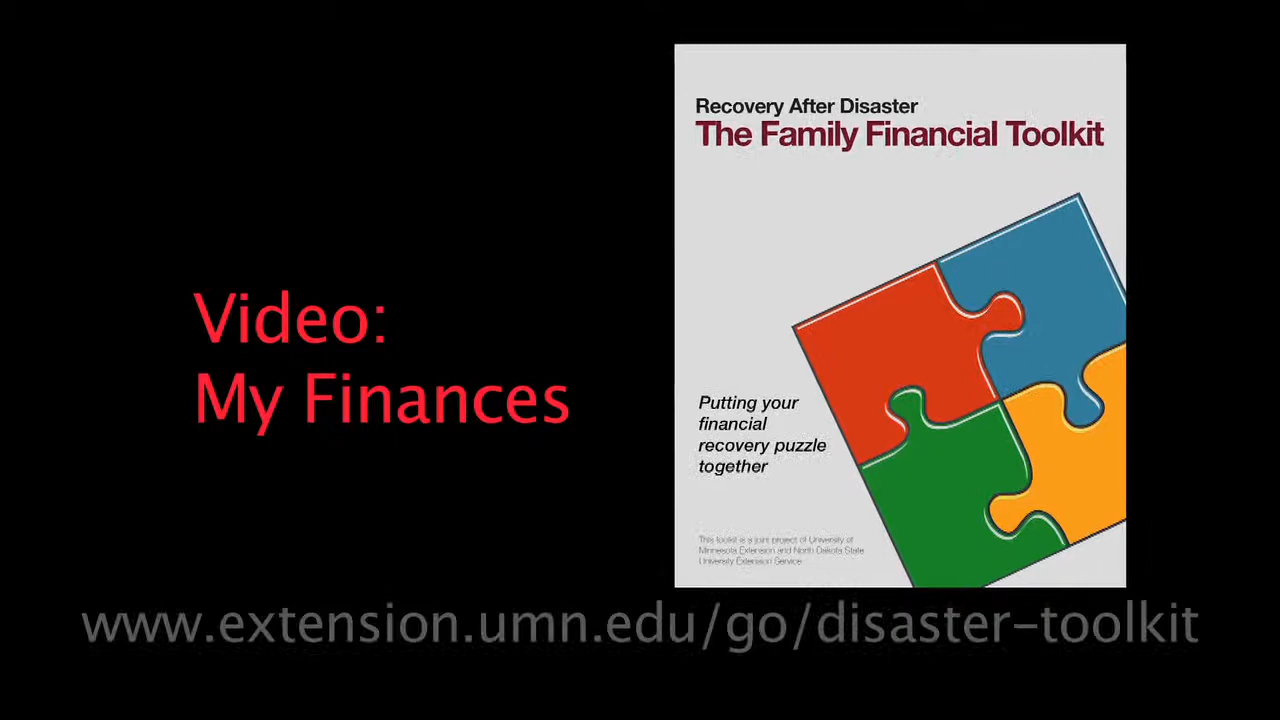 Video:
My Finances
Recovery After Disaster
The Family Financial Toolkit
Putting your
financial
recovery puzzle
together
This toolkit is a joint project of University of
Minnesota Extension and North Dakota State
University Extension Service
www.extension.umn.edu/go/disaster-toolkit